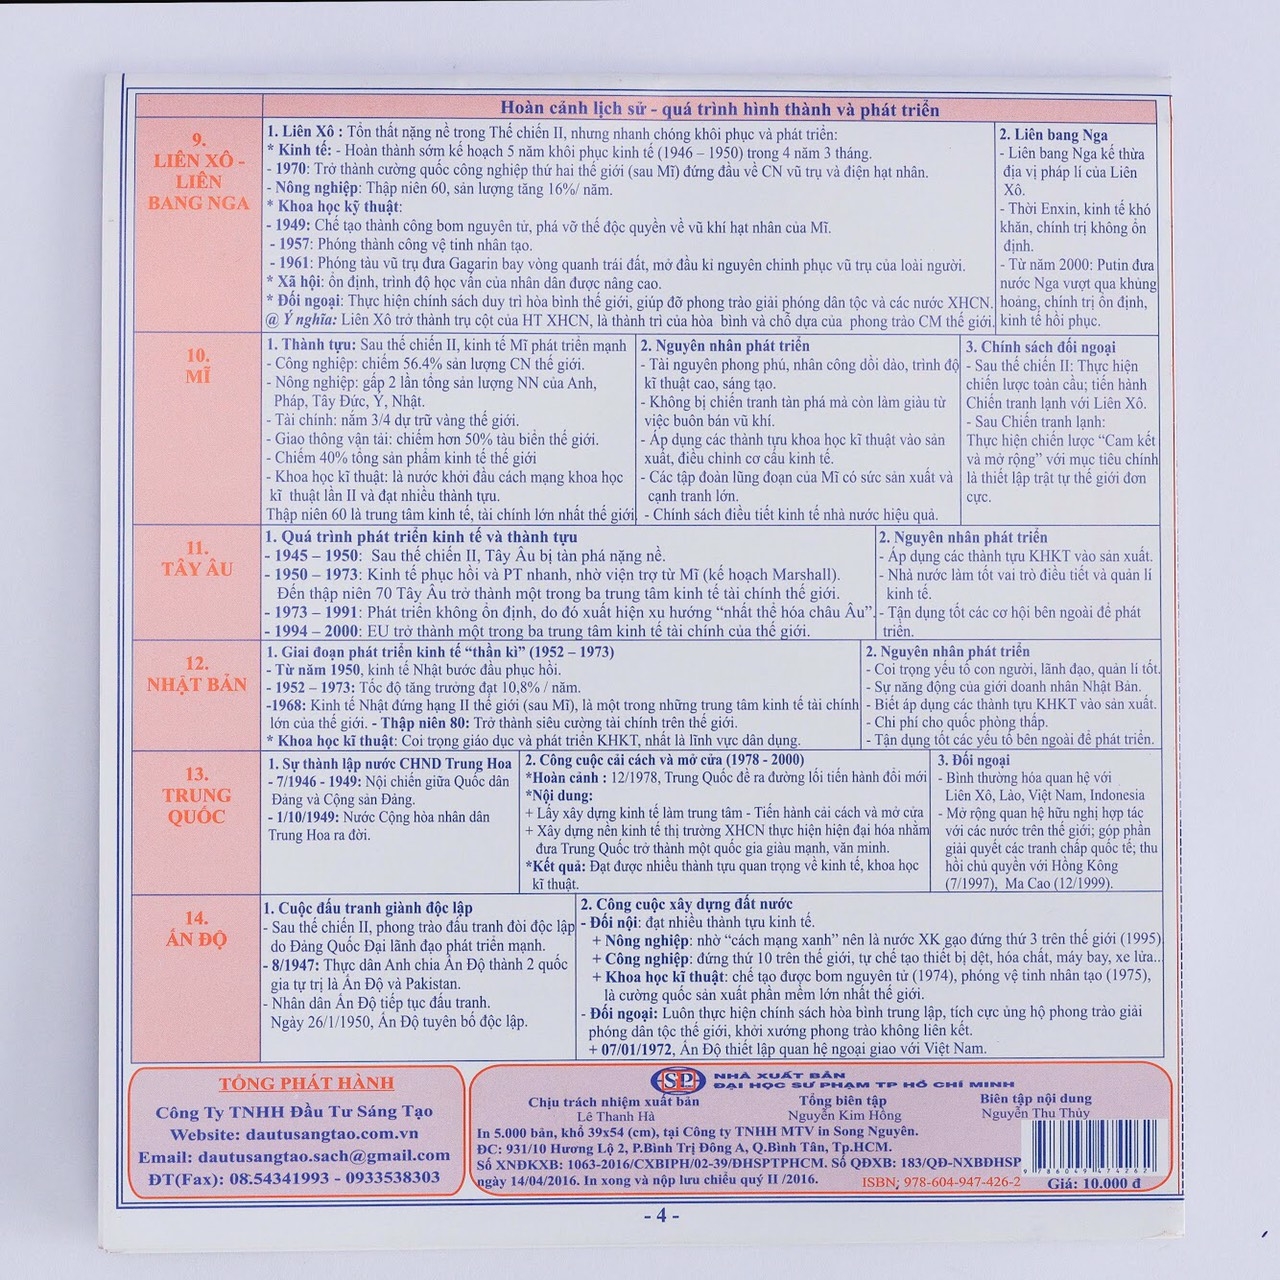 Hoàn cảnh lịch sử - quá trình hình thành và phát triển
9.
LIÊN XÔ -
LIÊN
BANG NGA
1. Liên Xô : Tổn thất nặng nề trong Thế chiến II, nhưng nhanh chóng khôi phục và phát triển:
* Kinh tế: - Hoàn thành sớm kế hoạch 5 năm khôi phục kinh tế (1946 – 1950) trong 4 năm 3 tháng.
- 1970: Trở thành cường quốc công nghiệp thứ hai thế giới (sau Mĩ) đứng đầu về CN vũ trụ và điện hạt nhân.
- Nông nghiệp: Thập niên 60, sản lượng tăng 16%/ năm.
* Khoa học kỹ thuật:
- 1949: Chế tạo thành công bom nguyên tử, phá vỡ thế độc quyền về vũ khí hạt nhân của Mĩ.
- 1957: Phóng thành công vệ tinh nhân tạo.
- 1961: Phóng tàu vũ trụ đưa Gagarin bay vòng quanh trái đất, mở đầu kỉ nguyên chinh phục vũ trụ của loài người.
* Xã hội: ổn định, trình độ học vấn của nhân dân được nâng cao.
* Đối ngoại: Thực hiện chính sách duy trì hòa bình thế giới, giúp đỡ phong trào giải phóng dân tộc và các nước XHCN.
@ Ý nghĩa: Liên Xô trở thành trụ cột của HT XHCN, là thành trì của hòa bình và chỗ dựa của phong trào CM thế giới.
2. Liên bang Nga
- Liên bang Nga kế thừa
địa vị pháp lí của Liên
Xô.
- Thời Enxin, kinh tế khó
khăn, chính trị không ổn
định.
- Từ năm 2000: Putin đưa
nước Nga vượt qua khủng
hoảng, chính trị ổn định,
kinh tế hồi phục.
10.
MĨ
1. Thành tựu: Sau thế chiến II, kinh tế Mĩ phát triển mạnh
- Công nghiệp: chiếm 56.4% sản lượng CN thế giới.
- Nông nghiệp: gấp 2 lần tổng sản lượng NN của Anh,
Pháp, Tây Đức, Ý, Nhật.
- Tài chính: nắm 3/4 dự trữ vàng thế giới.
- Giao thông vận tải: chiếm hơn 50% tàu biển thế giới.
- Chiếm 40% tổng sản phẩm kinh tế thế giới
- Khoa học kĩ thuật: là nước khởi đầu cách mạng khoa học
kĩ thuật lần II và đạt nhiều thành tựu.
Thập niên 60 là trung tâm kinh tế, tài chính lớn nhất thế giới
2. Nguyên nhân phát triển
- Tài nguyên phong phú, nhân công dồi dào, trình độ
kĩ thuật cao, sáng tạo.
- Không bị chiến tranh tàn phá mà còn làm giàu từ
việc buôn bán vũ khí.
- Áp dụng các thành tựu khoa học kĩ thuật vào sản
xuất, điều chỉnh cơ cấu kinh tế.
- Các tập đoàn lũng đoạn của Mĩ có sức sản xuất và
cạnh tranh lớn.
- Chính sách điều tiết kinh tế nhà nước hiệu quả.
3. Chính sách đối ngoại
- Sau thế chiến II: Thực hiện
chiến lược toàn cầu; tiến hành
Chiến tranh lạnh với Liên Xô.
- Sau Chiến tranh lạnh:
Thực hiện chiến lược “Cam kết
và mở rộng” với mục tiêu chính
là thiết lập trật tự thế giới đơn
cực.
11.
TÂY ÂU
1. Quá trình phát triển kinh tế và thành tựu
- 1945 – 1950: Sau thế chiến II, Tây Âu bị tàn phá nặng nề.
- 1950 – 1973: Kinh tế phục hồi và PT nhanh, nhờ viện trợ từ Mĩ (kế hoạch Marshall).
Đến thập niên 70 Tây Âu trở thành một trong ba trung tâm kinh tế tài chính thế giới.
- 1973 – 1991: Phát triển không ổn định, do đó xuất hiện xu hướng “nhất thể hóa châu Âu”.
- 1994 – 2000: EU trở thành một trong ba trung tâm kinh tế tài chính của thế giới.
2. Nguyên nhân phát triển
- Áp dụng các thành tựu KHKT vào sản xuất.
- Nhà nước làm tốt vai trò điều tiết và quản lí
kinh tế.
- Tận dụng tốt các cơ hội bên ngoài để phát
triển.
12.
NHẬT BẢN
1. Giai đoạn phát triển kinh tế “thần kì” (1952 – 1973)
- Từ năm 1950, kinh tế Nhật bước đầu phục hồi.
- 1952 – 1973: Tốc độ tăng trưởng đạt 10,8% / năm.
-1968: Kinh tế Nhật đứng hạng II thế giới (sau Mĩ), là một trong những trung tâm kinh tế tài chính
lớn của thế giới. - Thập niên 80: Trở thành siêu cường tài chính trên thế giới.
* Khoa học kĩ thuật: Coi trọng giáo dục và phát triển KHKT, nhất là lĩnh vực dân dụng.
2. Nguyên nhân phát triển
- Coi trọng yếu tố con người, lãnh đạo, quản lí tốt.
- Sự năng động của giới doanh nhân Nhật Bản.
- Biết áp dụng các thành tựu KHKT vào sản xuất.
- Chi phí cho quốc phòng thấp.
- Tận dụng tốt các yếu tố bên ngoài để phát triển.
13.
TRUNG
QUỐC
1. Sự thành lập nước CHND Trung Hoa
- 7/1946 - 1949: Nội chiến giữa Quốc dân
Đảng và Cộng sản Đảng.
- 1/10/1949: Nước Cộng hòa nhân dân
Trung Hoa ra đời.
2. Công cuộc cải cách và mở cửa (1978 - 2000)
*Hoàn cảnh : 12/1978, Trung Quốc đề ra đường lối tiến hành đổi mới
*Nội dung:
+ Lấy xây dựng kinh tế làm trung tâm - Tiến hành cải cách và mở cửa
+ Xây dựng nền kinh tế thị trường XHCN thực hiện hiện đại hóa nhằm
đưa Trung Quốc trở thành một quốc gia giàu mạnh, văn minh.
*Kết quả: Đạt được nhiều thành tựu quan trọng về kinh tế, khoa học
kĩ thuật.
3. Đối ngoại
- Bình thường hóa quan hệ với
Liên Xô, Lào, Việt Nam, Indonesia
- Mở rộng quan hệ hữu nghị hợp tác
với các nước trên thế giới; góp phần
giải quyết các tranh chấp quốc tế; thu
hồi chủ quyền với Hồng Kông
(7/1997), Ma Cao (12/1999).
14.
ẤN ĐỘ
1. Cuộc đấu tranh giành độc lập
- Sau thế chiến II, phong trào đấu tranh đòi độc lập
do Đảng Quốc Đại lãnh đạo phát triển mạnh.
- 8/1947: Thực dân Anh chia Ấn Độ thành 2 quốc
gia tự trị là Ấn Độ và Pakistan.
- Nhân dân Ấn Độ tiếp tục đấu tranh.
Ngày 26/1/1950, Ấn Độ tuyên bố độc lập.
2. Công cuộc xây dựng đất nước
- Đối nội: đạt nhiều thành tựu kinh tế.
+ Nông nghiệp: nhờ “cách mạng xanh” nên là nước XK gạo đứng thứ 3 trên thế giới (1995)
+ Công nghiệp: đứng thứ 10 trên thế giới, tự chế tạo thiết bị dệt, hóa chất, máy bay, xe lửa..
+ Khoa học kĩ thuật: chế tạo được bom nguyên tử (1974), phóng vệ tinh nhân tạo (1975),
là cường quốc sản xuất phần mềm lớn nhất thế giới.
- Đối ngoại: Luôn thực hiện chính sách hòa bình trung lập, tích cực ủng hộ phong trào giải
phóng dân tộc thế giới, khởi xướng phong trào không liên kết.
+ 07/01/1972, Ấn Độ thiết lập quan hệ ngoại giao với Việt Nam.
TỔNG PHÁT HÀNH
Công Ty TNHH Đầu Tư Sáng Tạo
Website: dautusangtao.com.vn
Email: dautusangtao.sach@gmail.com
ĐT(Fax): 08.54341993 - 0933538303
SP
NHÀ XUẤT BẢN
ĐẠI HỌC SƯ PHẠM TP HỒ CHÍ MINH
Chịu trách nhiệm xuất bản
Lê Thanh Hà
Tổng biên tập
Nguyễn Kim Hồng
Biên tập nội dung
Nguyễn Thu Thủy
In 5.000 bản, khổ 39x54 (cm), tại Công ty TNHH MTV in Song Nguyên.
ĐC: 931/10 Hương Lộ 2, P.Bình Trị Đông A, Q.Bình Tân, Tp.HCM.
Số XNĐKXB: 1063-2016/CXBIPH/02-39/ĐHSPTPHCM. Số QĐXB: 183/QĐ-NXBĐHSP
ngày 14/04/2016. In xong và nộp lưu chiểu quý II /2016.
ISBN: 978-604-947-426-2
9 786049 474262
Giá: 10.000 đ
- 4 -